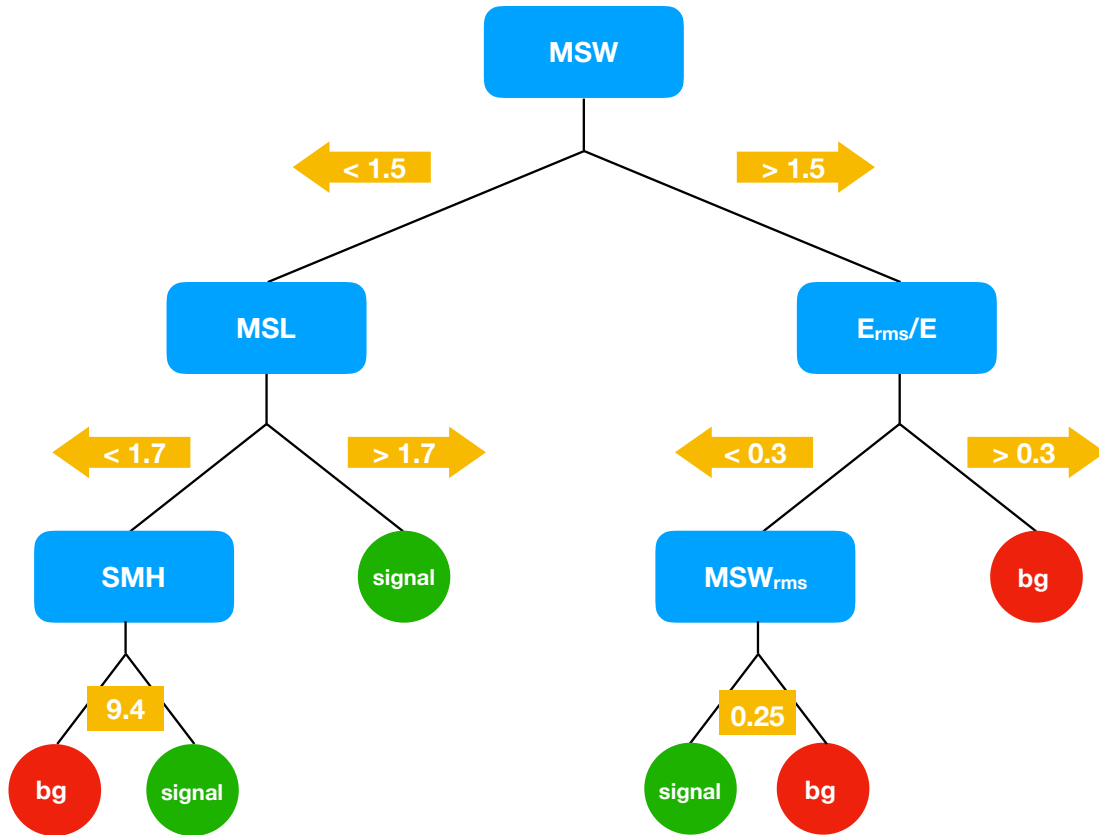 MSW
< 1.5
> 1.5
MSL
Erms/E
< 1.7
> 1.7
< 0.3
> 0.3
SMH
signal
MSWrms
bg
9.4
0.25
bg
signal
signal
bg